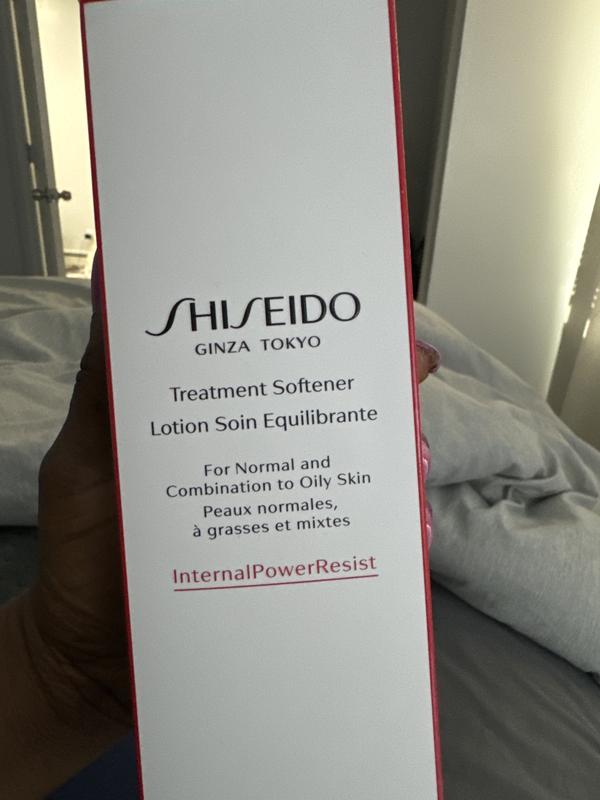 SHISEIDO
GINZA TOKYO
Treatment Softener
Lotion Soin Equilibrante
For Normal and
Combination to Oily Skin
Peaux normales,
à grasses et mixtes
InternalPowerResist